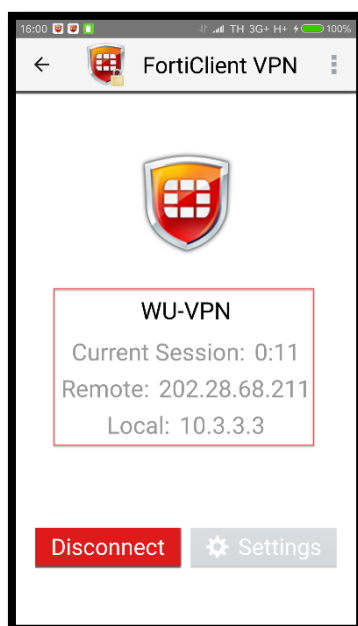 16:00 TH 3G+ H+ 100%
FortiClient VPN
WU-VPN
Current Session: 0:11
Remote: 202.28.68.211
Local: 10.3.3.3
Disconnect Settings